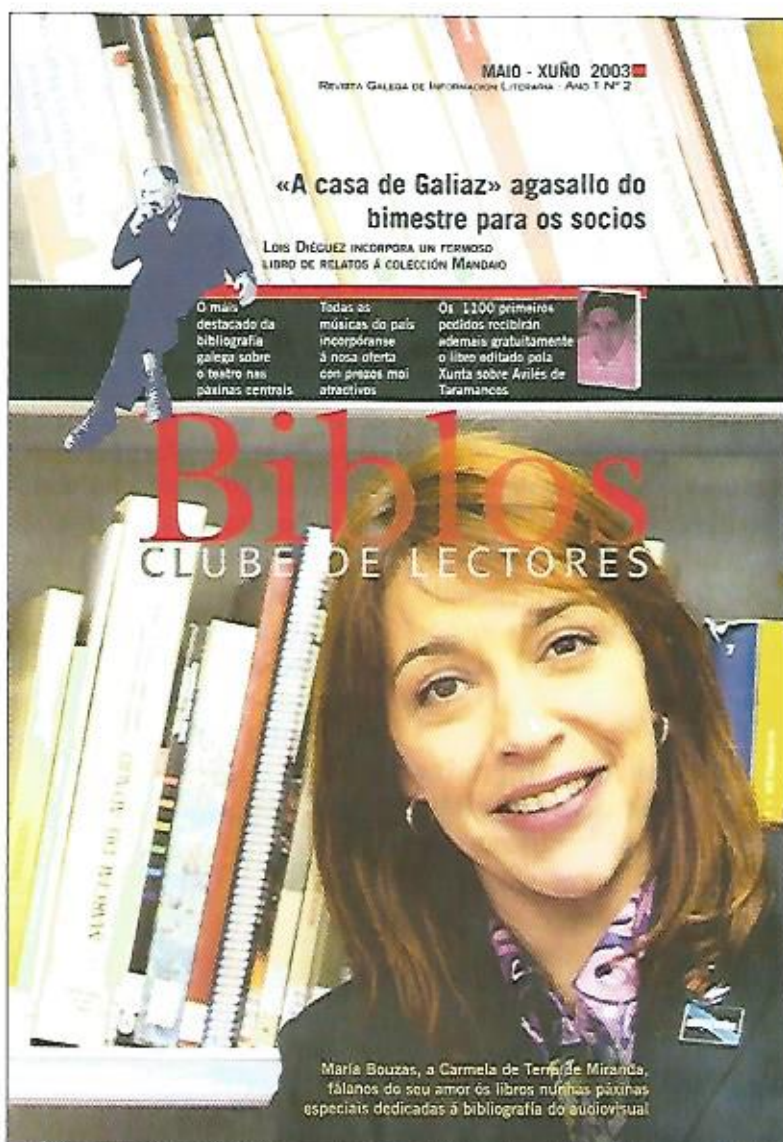 MAIO - XUÑO 2003
REVISTA GALEGA DE INFORMACIÓN LITERARIA - ANO 1 Nº 2
«A casa de Galiaz» agasallo do
bimestre para os socios
LOIS DIÉGUEZ INCORPORA UN FERMOSO
LIBRO DE RELATOS Á COLECCIÓN MANDAIO
O mais
destacado da
bibliografía
galega sobre
o teatro nas
páxinas centrais
Todas as
músicas do país
incorpóranse
á nosa oferta
con prezos moi
atractivos
Os 1100 primeiros
pedidos recibirán
ademais gratuitamente
o libro editado pola
Xunta sobre Avilés de
Taramancos
Biblos
CLUBE DE LECTORES
MARCIAL DEL ADALID
María Bouzas, a Carmela de Terra de Miranda,
fálanos do seu amor ós libros nunhas páxinas
especiais dedicadas á bibliografía do audiovisual